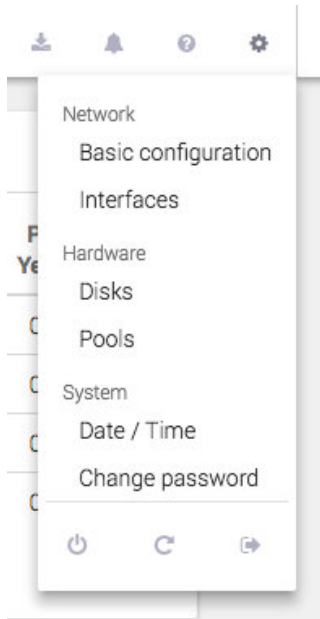 Network
Basic configuration
Interfaces
Hardware
Disks
Pools
System
Date / Time
Change password